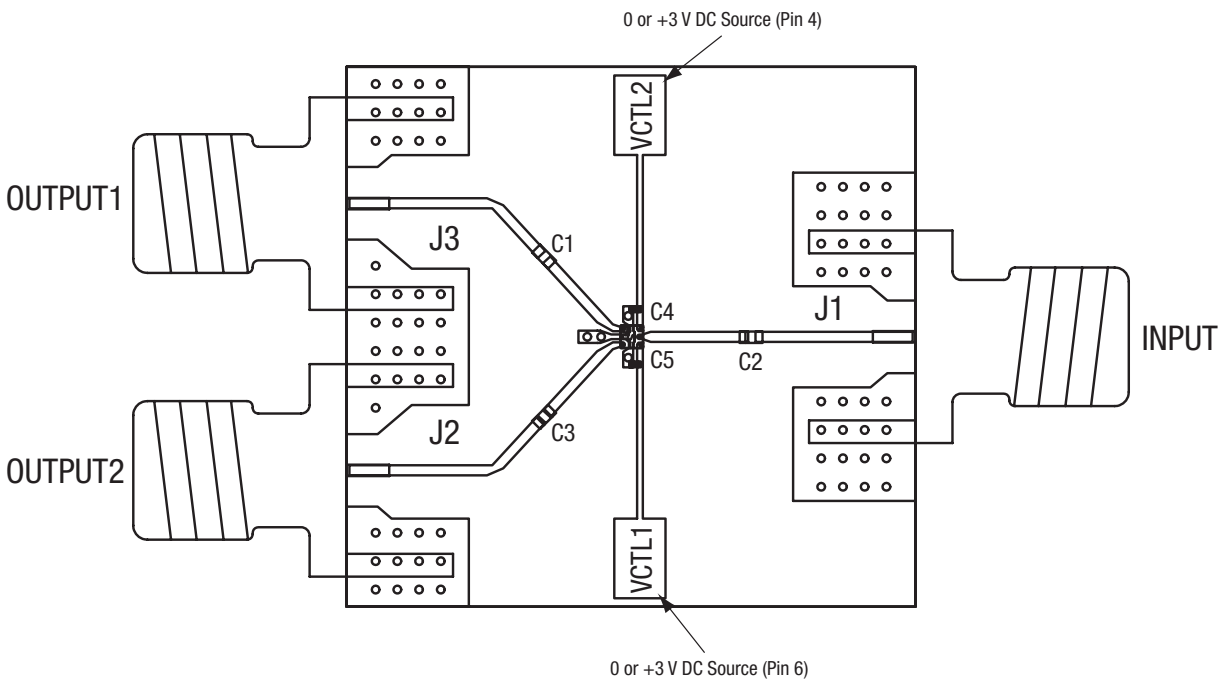 0 or +3 V DC Source (Pin 4)
VCTL2
OUTPUT1
J3
C1
C4
J1
INPUT
C5
C2
J2
C3
OUTPUT2
VCTL1
0 or +3 V DC Source (Pin 6)